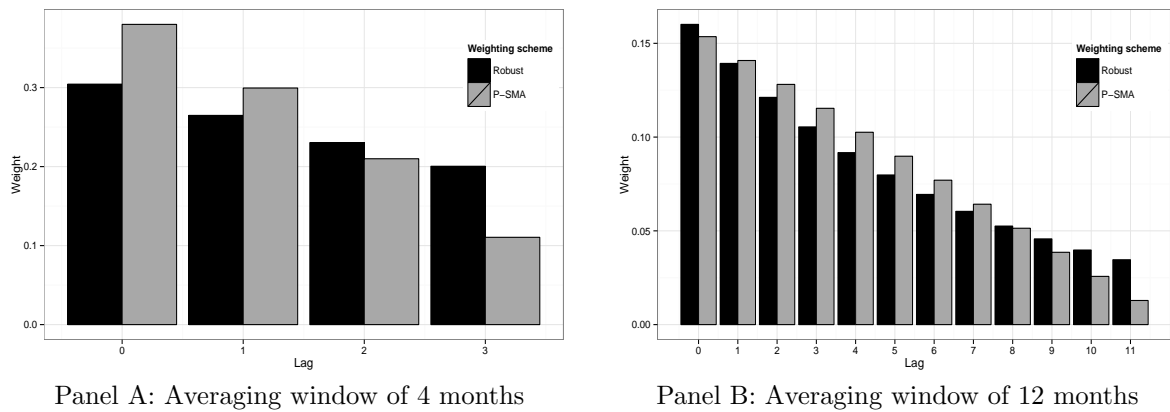 Weight
0.3
0.2
0.1
0.0
0
1
2
3
Lag
Weighting scheme
Robust
P−SMA
Panel A: Averaging window of 4 months
Weight
0.15
0.10
0.05
0.00
0
1
2
3
4
5
6
7
8
9
10
11
Lag
Weighting scheme
Robust
P−SMA
Panel B: Averaging window of 12 months